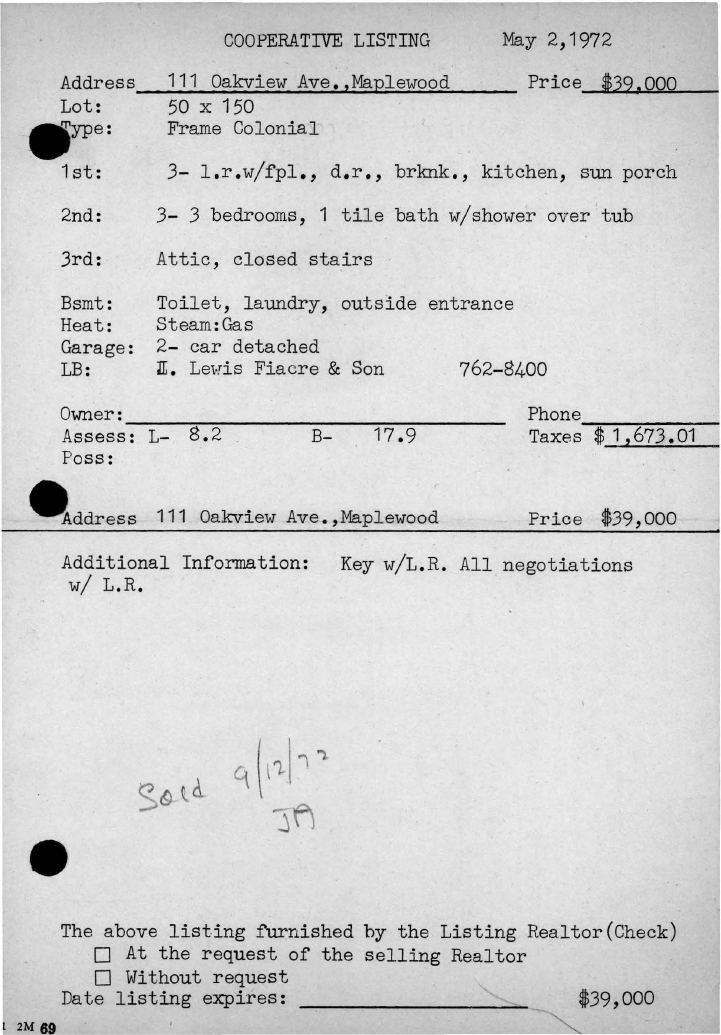 COOPERATIVE LISTING May 2,1972
Address 111 Oakview Ave.,Maplewood Price $39.000
Lot: 50 x 150
Type: Frame Colonial
1st: 3- l.r.w/fpl., d.r., brknk., kitchen, sun porch
2nd: 3- 3 bedrooms, 1 tile bath w/shower over tub
3rd: Attic, closed stairs
Bsmt: Toilet, laundry, outside entrance
Heat: Steam:Gas
Garage: 2- car detached
LB: Lewis Fiacre & Son 762-8400
Owner: Phone
Assess: L- 8.2 B- 17.9 Taxes $ 1,673.01
Poss:
Address 111 Oakview Ave.,Maplewood Price $39,000
Additional Information: Key w/L.R. All negotiations
w/ L.R.
Sold 9/12/72
JA
The above listing furnished by the Listing Realtor(Check)
At the request of the selling Realtor
Without request
Date listing expires: $39,000
2M 69